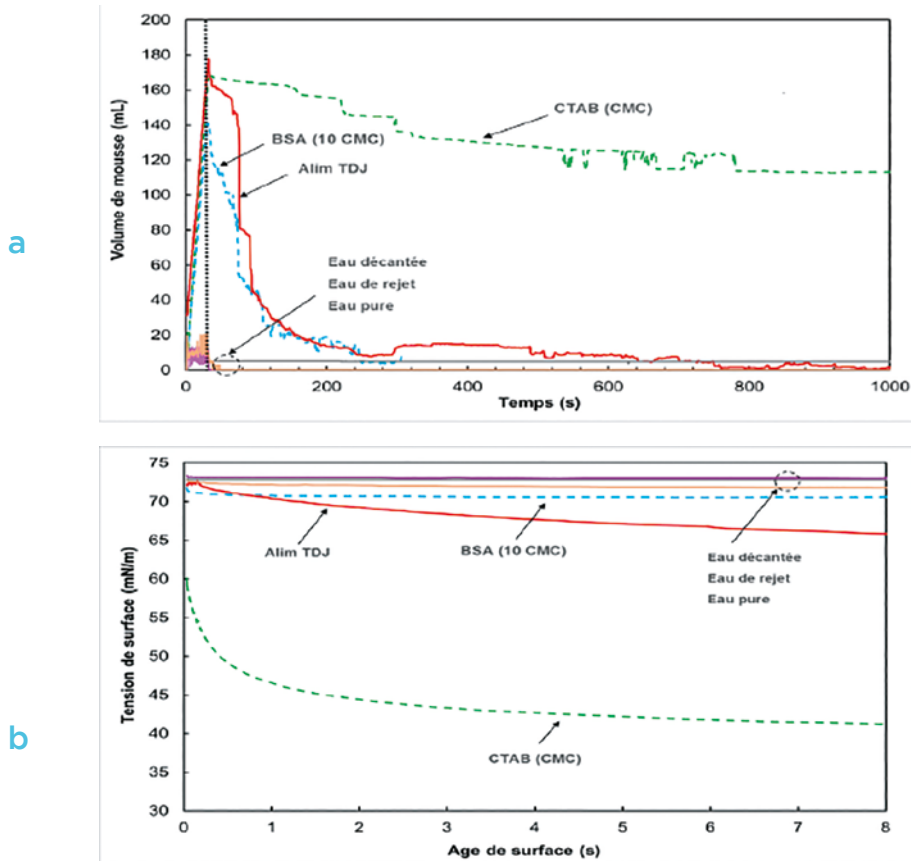 a
Volume de mousse (mL)
200
180
160
140
120
100
80
60
40
20
0
CTAB (CMC)
BSA (10 CMC)
Alim TDJ
Eau décantée
Eau de rejet
Eau pure
0 200 400 600 800 1000
Temps (s)
b
Tension de surface (mN/m)
75
70
65
60
55
50
45
40
35
30
Alim TDJ
BSA (10 CMC)
Eau décantée
Eau de rejet
Eau pure
CTAB (CMC)
0 1 2 3 4 5 6 7 8
Age de surface (s)